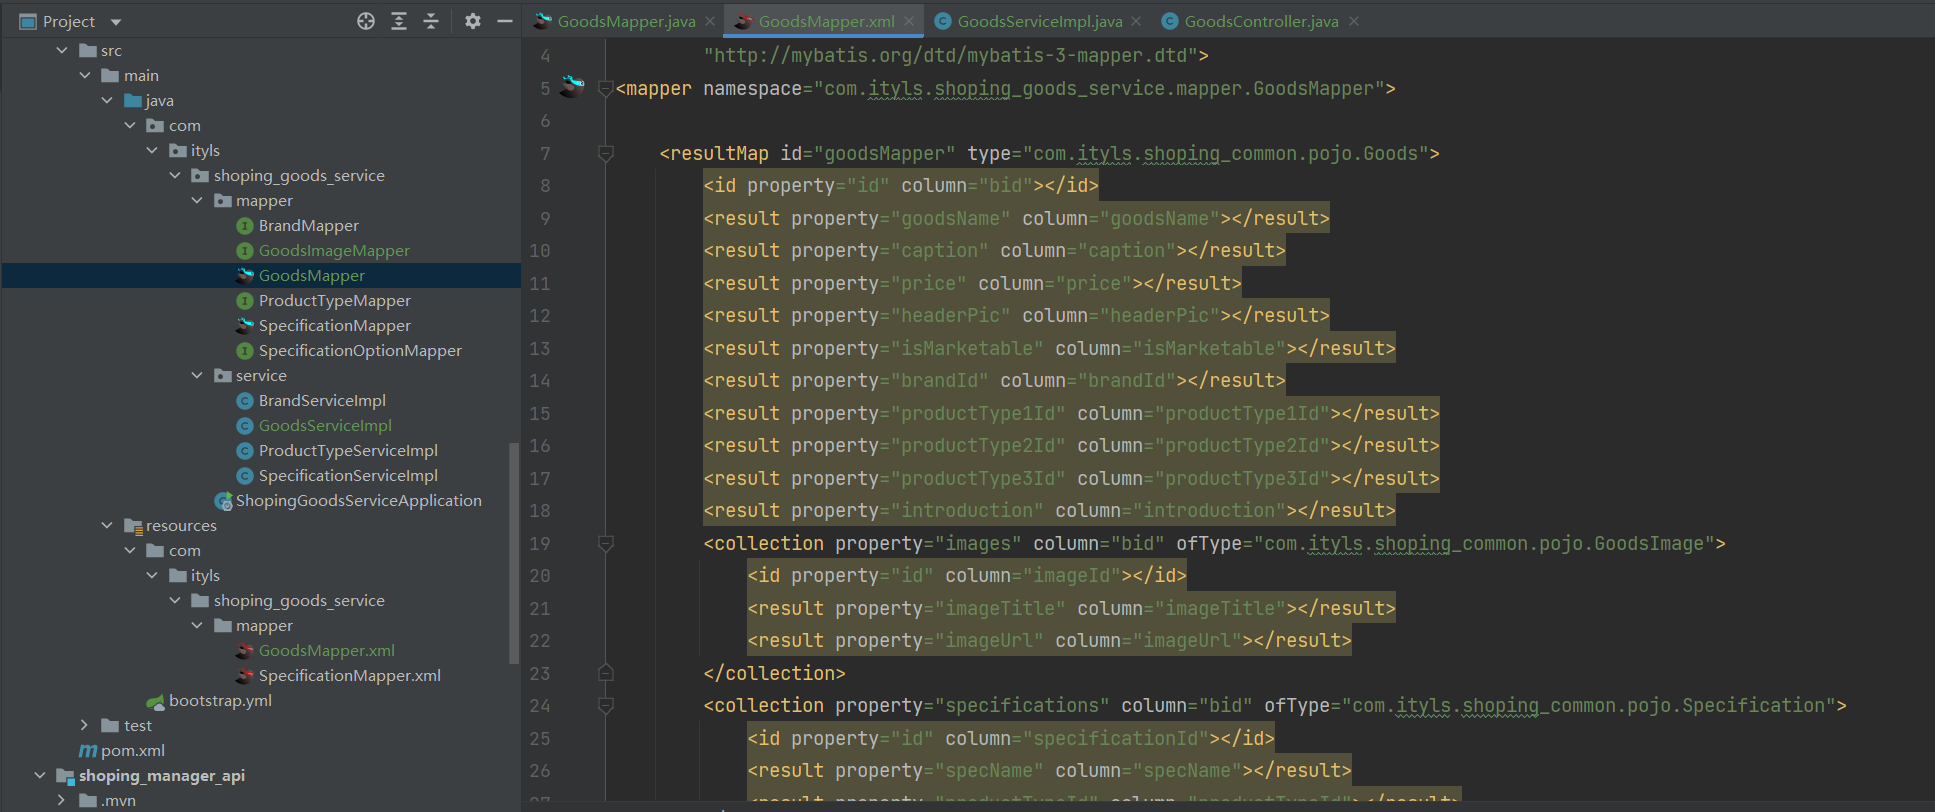 Project
src
main
java
com
ityls
shoping_goods_service
mapper
BrandMapper
GoodsImageMapper
GoodsMapper
ProductTypeMapper
SpecificationMapper
SpecificationOptionMapper
service
BrandServiceImpl
GoodsServiceImpl
ProductTypeServiceImpl
SpecificationServiceImpl
ShopingGoodsServiceApplication
resources
com
ityls
shoping_goods_service
mapper
GoodsMapper.xml
SpecificationMapper.xml
bootstrap.yml
test
pom.xml
shoping_manager_api
.mvn
GoodsMapper.java GoodsMapper.xml GoodsServiceImpl.java GoodsController.java
4 "http://mybatis.org/dtd/mybatis-3-mapper.dtd">
5 <mapper namespace="com.ityls.shoping_goods_service.mapper.GoodsMapper">
6
7 <resultMap id="goodsMapper" type="com.ityls.shoping_common.pojo.Goods">
8 <id property="id" column="bid"></id>
9 <result property="goodsName" column="goodsName"></result>
10 <result property="caption" column="caption"></result>
11 <result property="price" column="price"></result>
12 <result property="headerPic" column="headerPic"></result>
13 <result property="isMarketable" column="isMarketable"></result>
14 <result property="brandId" column="brandId"></result>
15 <result property="productType1Id" column="productType1Id"></result>
16 <result property="productType2Id" column="productType2Id"></result>
17 <result property="productType3Id" column="productType3Id"></result>
18 <result property="introduction" column="introduction"></result>
19 <collection property="images" column="bid" ofType="com.ityls.shoping_common.pojo.GoodsImage">
20 <id property="id" column="imageId"></id>
21 <result property="imageTitle" column="imageTitle"></result>
22 <result property="imageUrl" column="imageUrl"></result>
23 </collection>
24 <collection property="specifications" column="bid" ofType="com.ityls.shoping_common.pojo.Specification">
25 <id property="id" column="specificationId"></id>
26 <result property="specName" column="specName"></result>
27 <result property="productTypeId" column="productTypeId"></result>